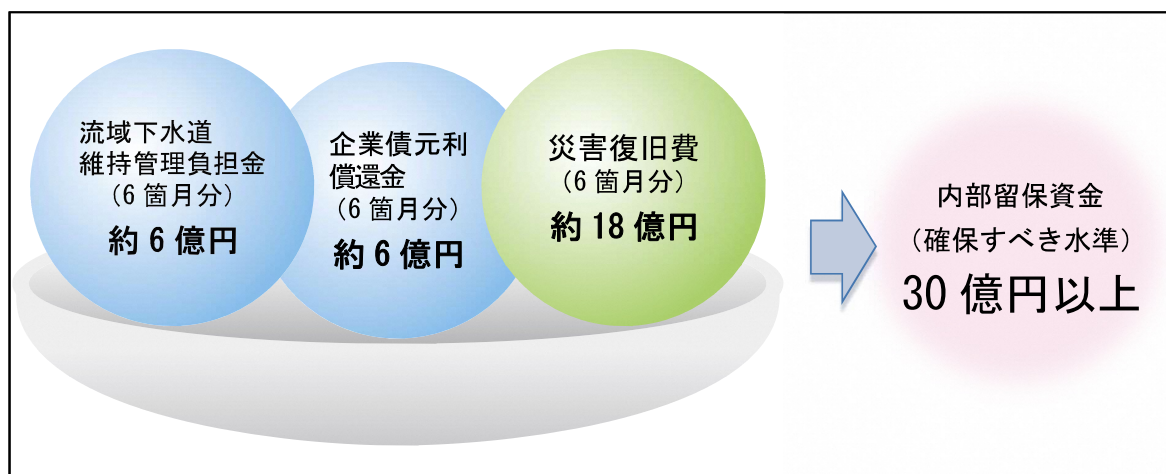 流域下水道
維持管理負担金
（6 箇月分）
約 6 億円
企業債元利
償還金
（6 箇月分）
約 6 億円
災害復旧費
（6 箇月分）
約 18 億円
内部留保資金
（確保すべき水準）
30 億円以上